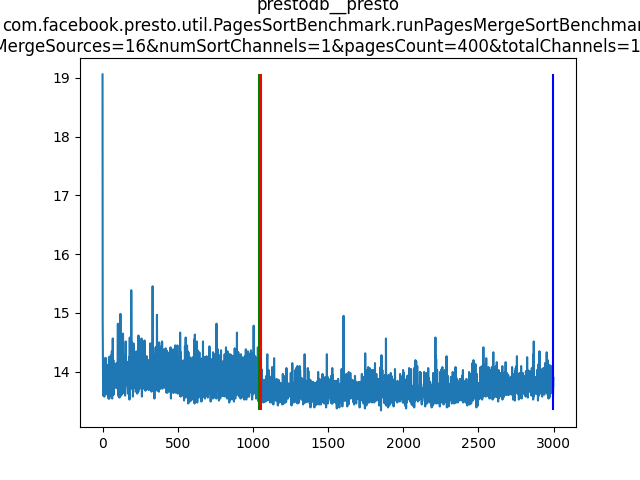 prestodb__presto
com.facebook.presto.util.PagesSortBenchmark.runPagesMergeSortBenchmar
MergeSources=16&numSortChannels=1&pagesCount=400&totalChannels=1
19
18
17
16
15
14
0 500 1000 1500 2000 2500 3000